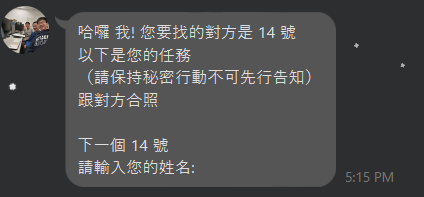 哈囉 我! 您要找的對方是 14 號
以下是您的任務
（請保持秘密行動不可先行告知）
跟對方合照

下一個 14 號
請輸入您的姓名:
5:15 PM